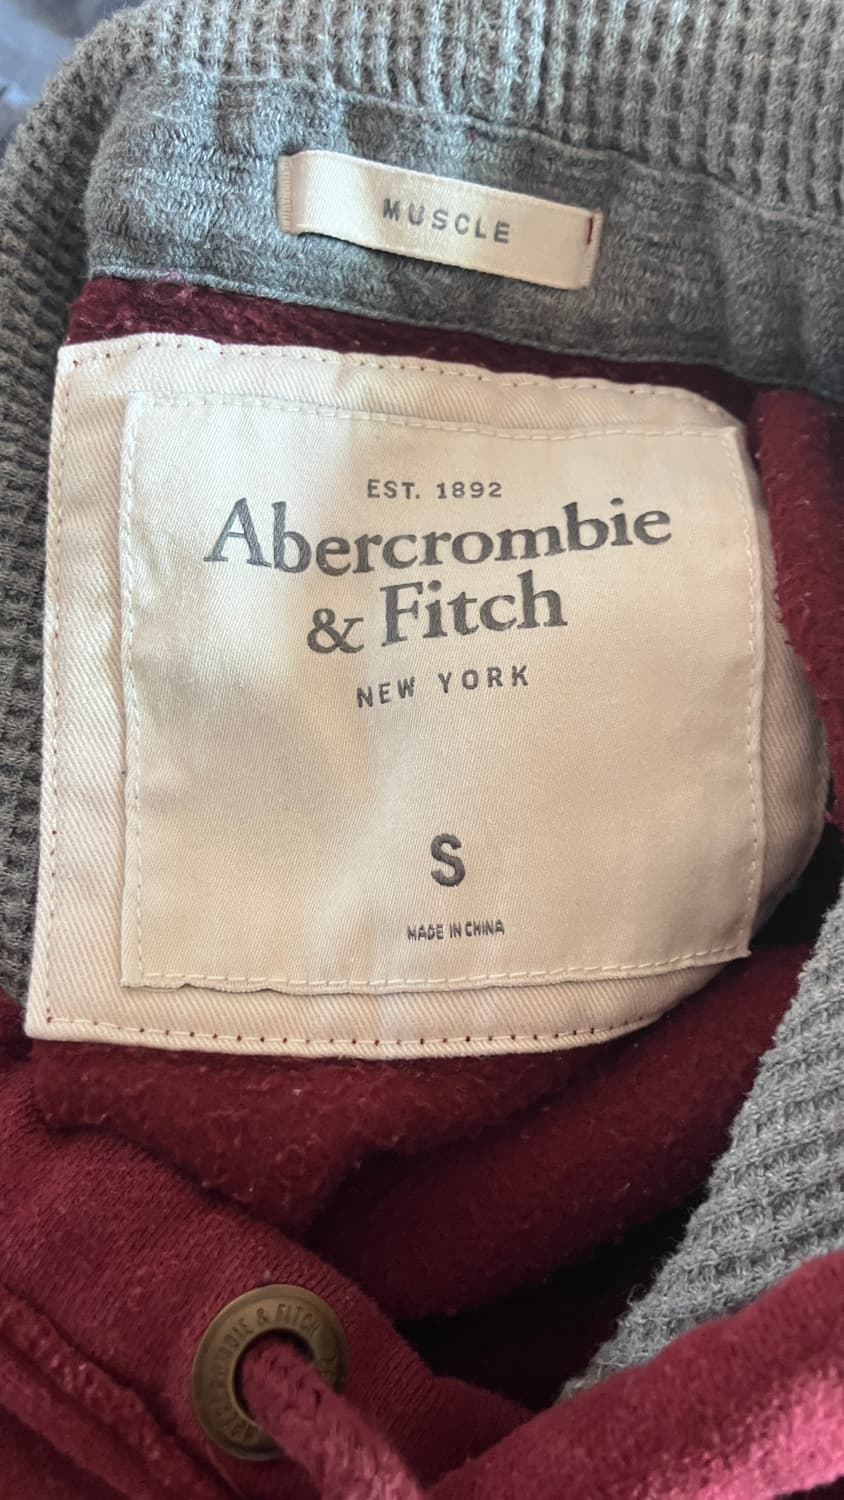 MUSCLE
EST. 1892
Abercrombie
& Fitch
NEW YORK
S
MADE IN CHINA
ABERCROMBIE & FITCH